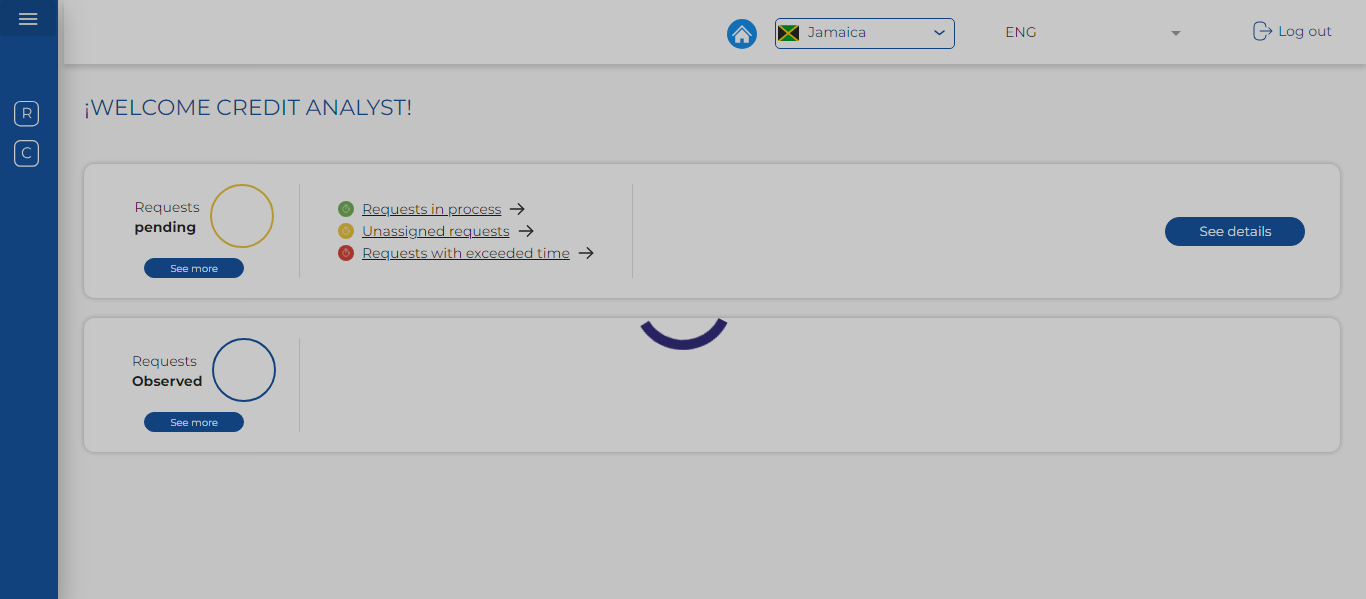 Jamaica
ENG
Log out
R
C
¡WELCOME CREDIT ANALYST!
Requests
pending
See more
Requests in process
Unassigned requests
Requests with exceeded time
See details
Requests
Observed
See more